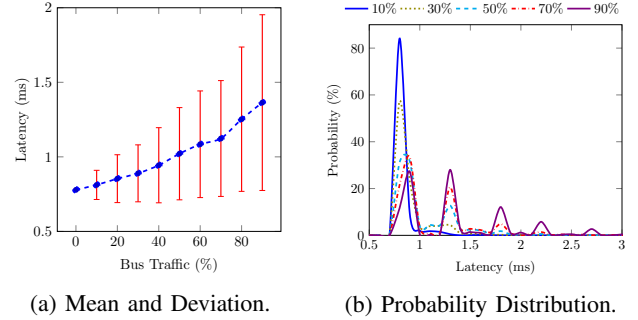 2
1.5
1
0.5
0 20 40 60 80
Latency (ms)
Bus Traffic (%)
(a) Mean and Deviation.
10% 30% 50% 70% 90%
80
60
40
20
0
0.5 1 1.5 2 2.5 3
Probability (%)
Latency (ms)
(b) Probability Distribution.